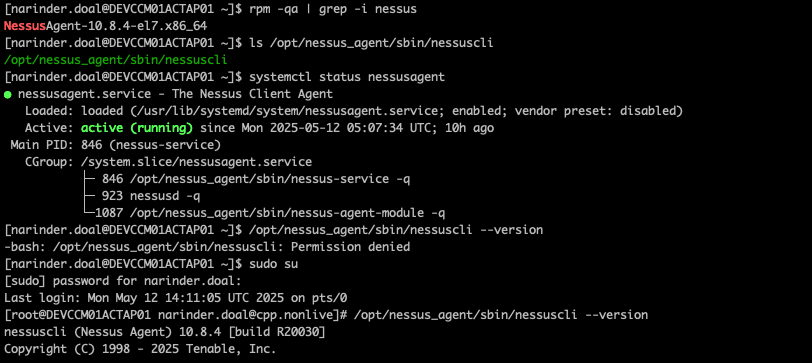 [narinder.doal@DEVCCM01ACTAP01 ~]$ rpm -qa | grep -i nessus
NessusAgent-10.8.4-el7.x86_64
[narinder.doal@DEVCCM01ACTAP01 ~]$ ls /opt/nessus_agent/sbin/nessuscli
/opt/nessus_agent/sbin/nessuscli
[narinder.doal@DEVCCM01ACTAP01 ~]$ systemctl status nessusagent
● nessusagent.service - The Nessus Client Agent
   Loaded: loaded (/usr/lib/systemd/system/nessusagent.service; enabled; vendor preset: disabled)
   Active: active (running) since Mon 2025-05-12 05:07:34 UTC; 10h ago
 Main PID: 846 (nessus-service)
   CGroup: /system.slice/nessusagent.service
           ├─ 846 /opt/nessus_agent/sbin/nessus-service -q
           ├─ 923 nessusd -q
           └─1087 /opt/nessus_agent/sbin/nessus-agent-module -q
[narinder.doal@DEVCCM01ACTAP01 ~]$ /opt/nessus_agent/sbin/nessuscli --version
-bash: /opt/nessus_agent/sbin/nessuscli: Permission denied
[narinder.doal@DEVCCM01ACTAP01 ~]$ sudo su
[sudo] password for narinder.doal:
Last login: Mon May 12 14:11:05 UTC 2025 on pts/0
[root@DEVCCM01ACTAP01 narinder.doal@cpp.nonlive]# /opt/nessus_agent/sbin/nessuscli --version
nessuscli (Nessus Agent) 10.8.4 [build R20030]
Copyright (C) 1998 - 2025 Tenable, Inc.